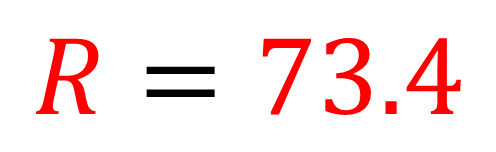 R = 73.4